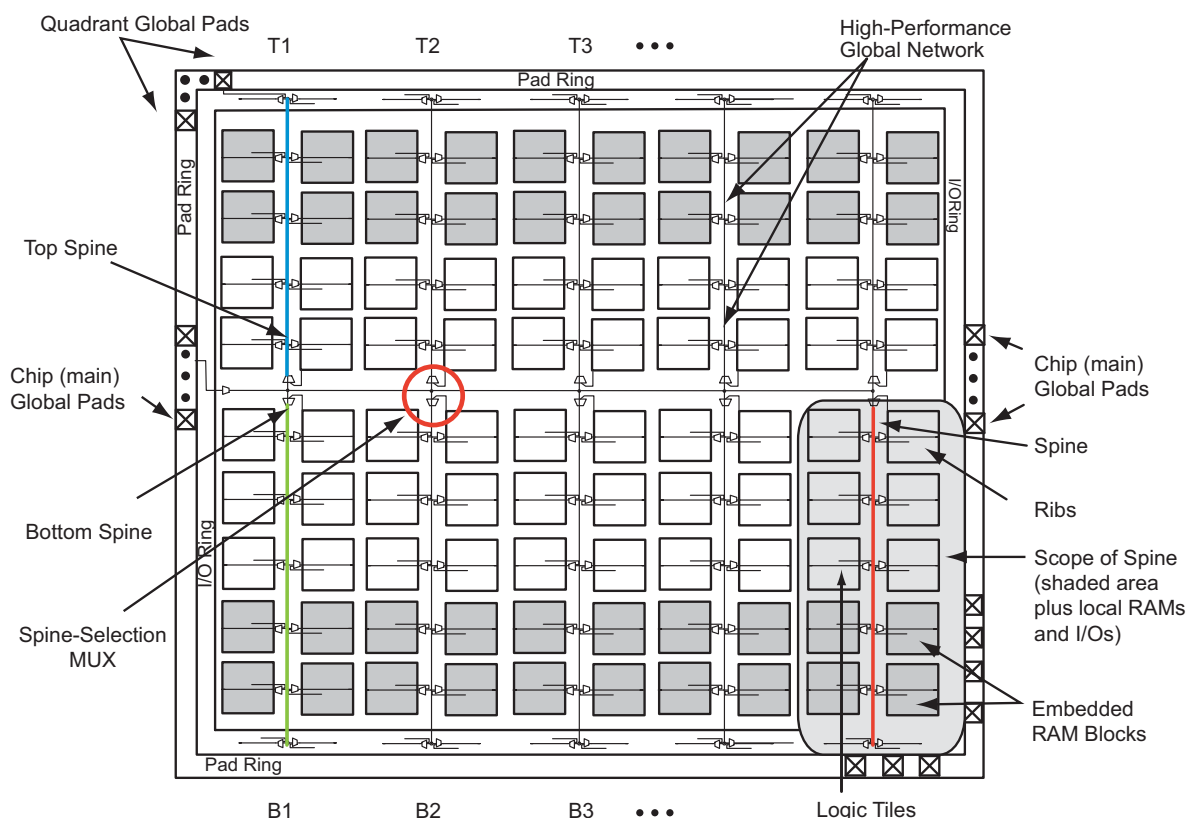 Quadrant Global Pads
T1
T2
T3
•••
High-Performance
Global Network
Pad Ring
Pad Ring
I/ORing
Top Spine
Chip (main)
Global Pads
Chip (main)
Global Pads
Spine
Ribs
Bottom Spine
I/O Ring
Scope of Spine
(shaded area
plus local RAMs
and I/Os)
Spine-Selection
MUX
Embedded
RAM Blocks
Pad Ring
B1
B2
B3
•••
Logic Tiles